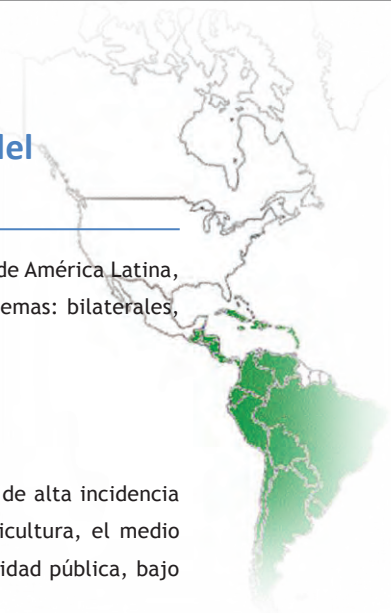 del
de América Latina,
emas: bilaterales,
de alta incidencia
icultura, el medio
idad pública, bajo